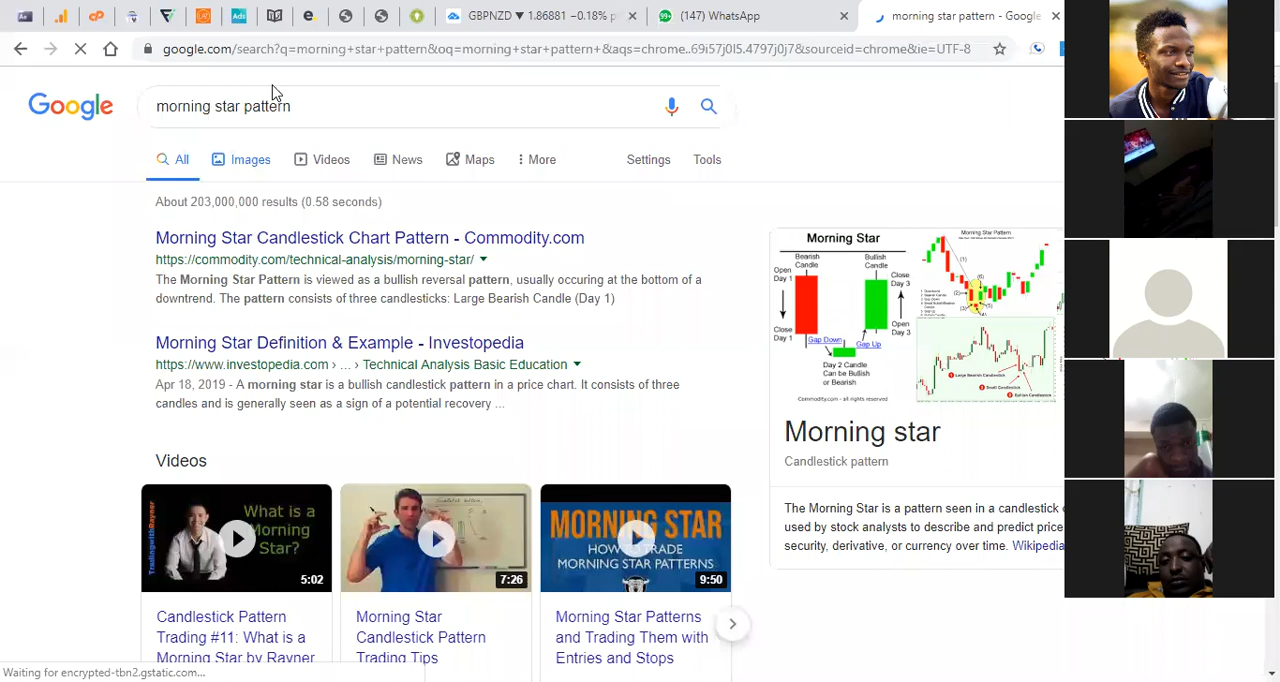 Ads
e.
GBPNZD ▼ 1.86881 −0.18%
99+
(147) WhatsApp
morning star pattern - Google
google.com/search?q=morning+star+pattern&oq=morning+star+pattern+&aqs=chrome..69i57j0l5.4797j0j7&sourceid=chrome&ie=UTF-8
Google
morning star pattern
All
Images
Videos
News
Maps
More
Settings
Tools
About 203,000,000 results (0.58 seconds)
Morning Star Candlestick Chart Pattern - Commodity.com
https://commodity.com/technical-analysis/morning-star/
The Morning Star Pattern is viewed as a bullish reversal pattern, usually occuring at the bottom of a
downtrend. The pattern consists of three candlesticks: Large Bearish Candle (Day 1)
Morning Star Definition & Example - Investopedia
https://www.investopedia.com › ... › Technical Analysis Basic Education
Apr 18, 2019 - A morning star is a bullish candlestick pattern in a price chart. It consists of three
candles and is generally seen as a sign of a potential recovery ...
Videos
TradingwithRayner
What is a
Morning
Star?
5:02
7:26
MORNING STAR
HOW TO TRADE
MORNING STAR PATTERNS
9:50
Candlestick Pattern
Trading #11: What is a
Morning Star by Rayner
Morning Star
Candlestick Pattern
Trading Tips
Morning Star Patterns
and Trading Them with
Entries and Stops
Morning Star
Bearish
Candle
Bullish
Candle
Open
Day 1
Close
Day 3
Close
Day 1
Open
Day 3
Gap Down
Gap Up
Day 2 Candle
Can be Bullish
or Bearish
Commodity.com - all rights reserved
Morning Star Pattern
Morning star
Candlestick pattern
The Morning Star is a pattern seen in a candlestick
used by stock analysts to describe and predict price
security, derivative, or currency over time. Wikipedia
Waiting for encrypted-tbn2.gstatic.com...